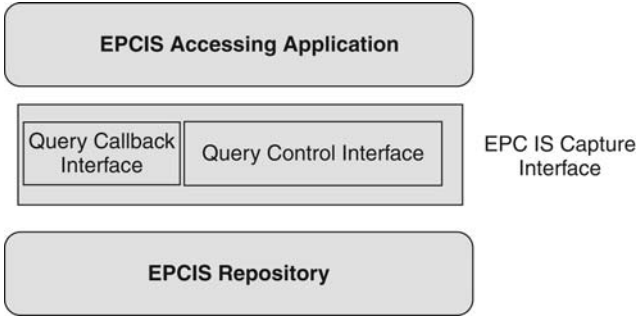 EPCIS Accessing Application
Query Callback
Interface
Query Control Interface
EPC IS Capture
Interface
EPCIS Repository